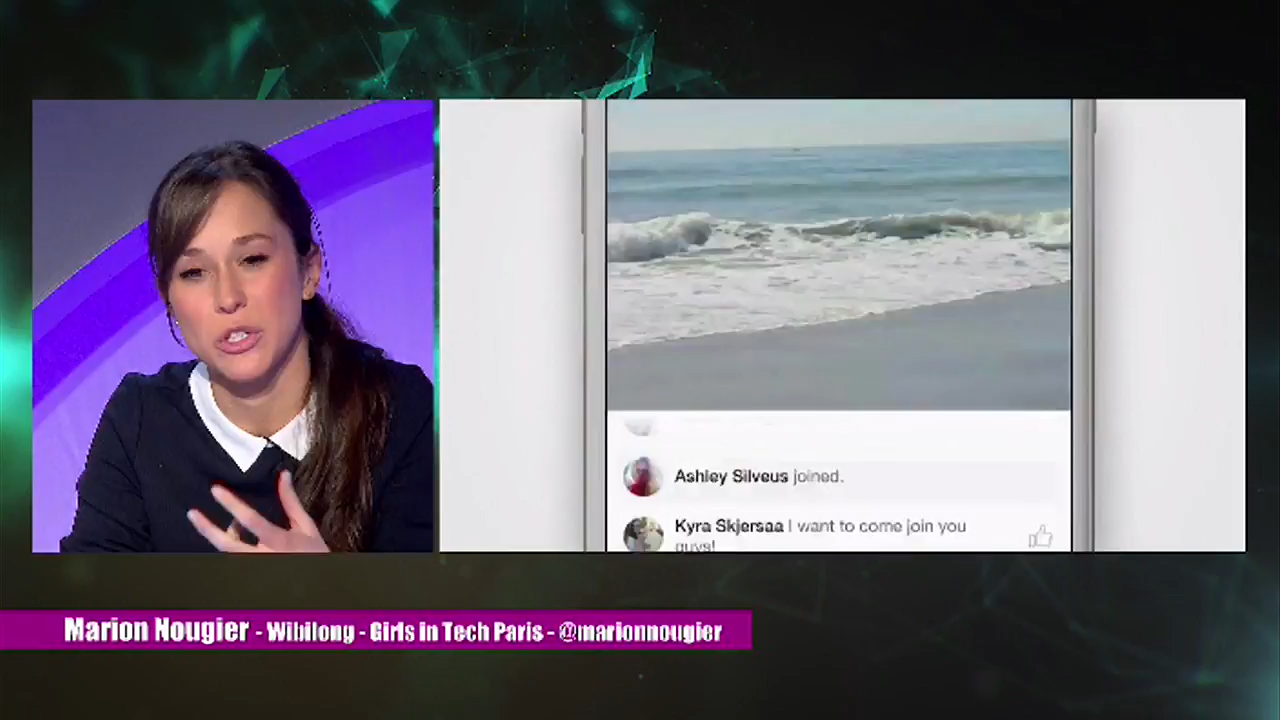 Ashley Silveus joined.
Kyra Skjersaa I want to come join you
guys!
Marion Nougier - Wibilong - Girls in Tech Paris - @marionnougier